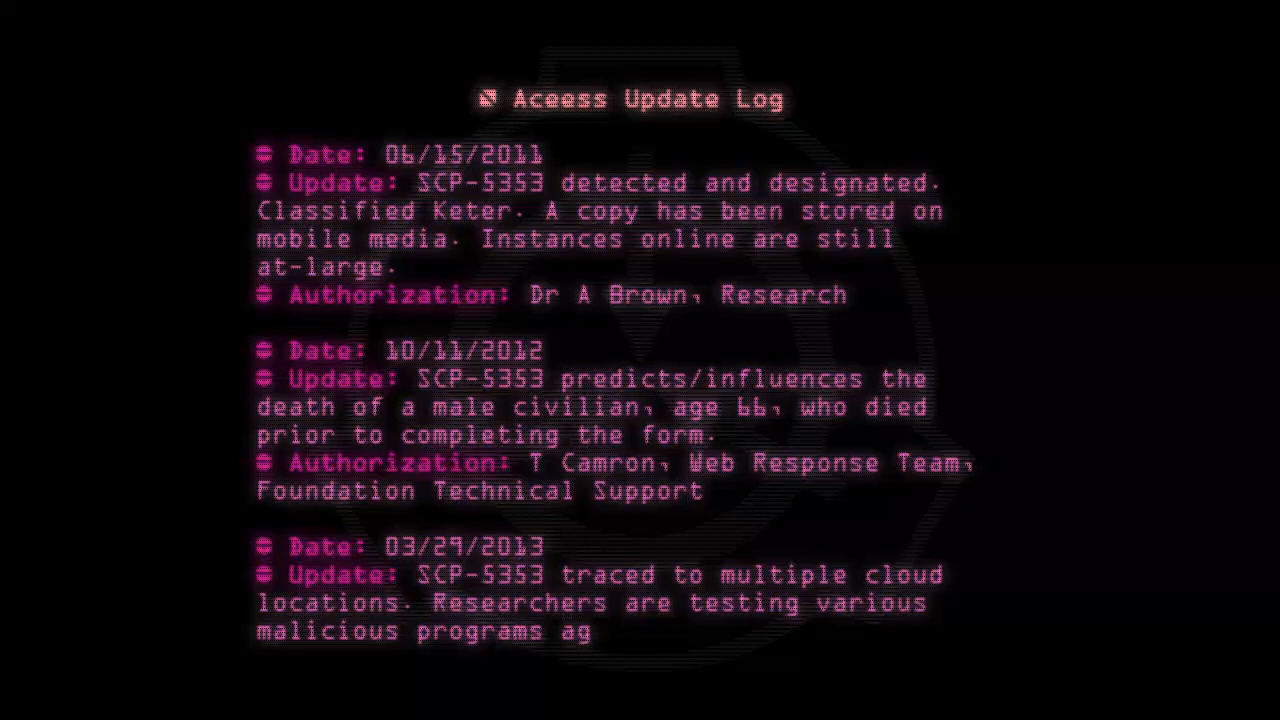 Aceess Update Log
Date: 06/15/2011
Update: SCP-5353 detected and designated.
Classified Keter. A copy has been stored on
mobile media. Instances online are still
at-large.
Authorization: Dr A Brown, Research
Date: 10/11/2012
Update: SCP-5353 predicts/influences the
death of a male civilian, age 66, who died
prior to completing the form.
Authorization: T Camron, Web Response Team,
Foundation Technical Support
Date: 03/29/2013
Update: SCP-5353 traced to multiple cloud
locations. Researchers are testing various
malicious programs ag